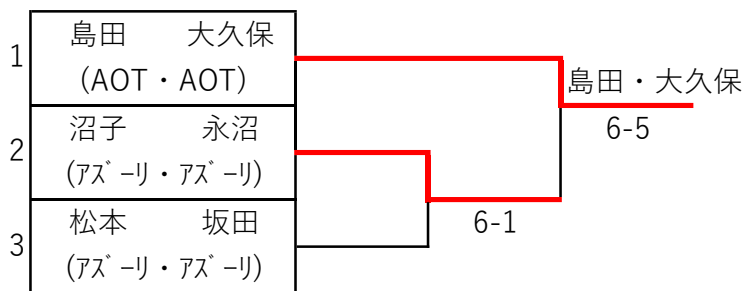 1
島田 大久保
(AOT・AOT)
2
沼子 永沼
(ｱｽﾞｰﾘ・ｱｽﾞｰﾘ)
3
松本 坂田
(ｱｽﾞｰﾘ・ｱｽﾞｰﾘ)
6-1
島田・大久保
6-5